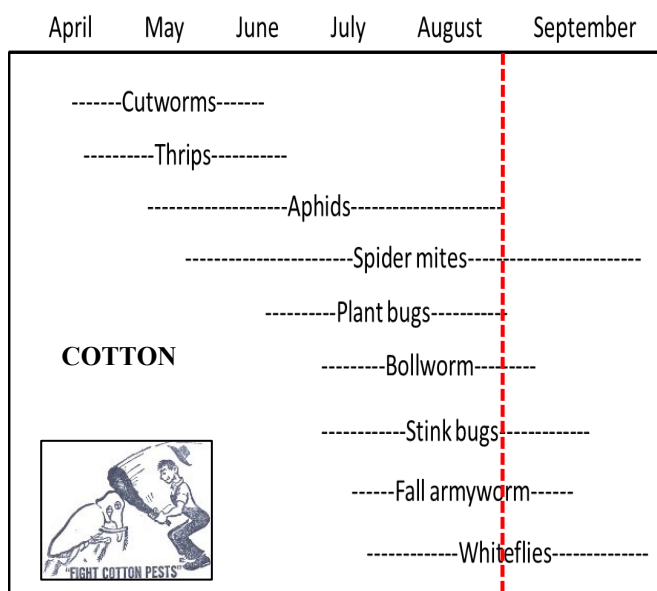 April May June July August September
-------Cutworms-------
----------Thrips-----------
--------------------Aphids----------------------
------------------------Spider mites-------------------------
----------Plant bugs-----------
COTTON
---------Bollworm---------
------------Stink bugs-------------
------Fall armyworm------
-------------Whiteflies--------------
"FIGHT COTTON PESTS"